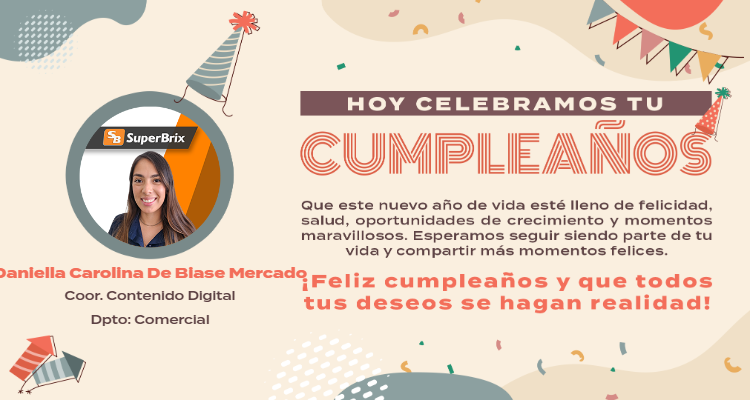 SB SuperBrix
Daniella Carolina De Biase Mercado
Coor. Contenido Digital
Dpto: Comercial
HOY CELEBRAMOS TU
CUMPLEAÑOS
Que este nuevo año de vida esté lleno de felicidad,
salud, oportunidades de crecimiento y momentos
maravillosos. Esperamos seguir siendo parte de tu
vida y compartir más momentos felices.
¡Feliz cumpleaños y que todos
tus deseos se hagan realidad!